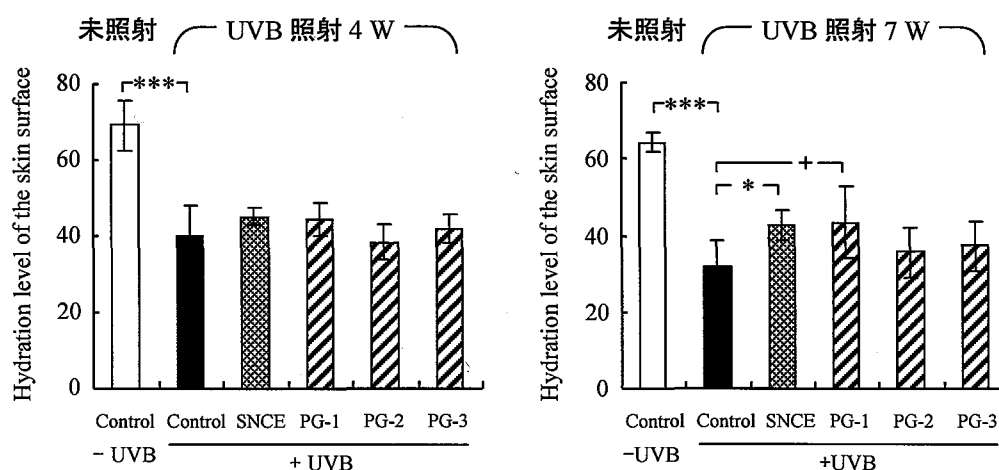 未照射 UVB 照射 4 W
Hydration level of the skin surface
80
60
40
20
0
***
Control Control SNCE PG-1 PG-2 PG-3
- UVB + UVB
未照射 UVB 照射 7 W
Hydration level of the skin surface
80
60
40
20
0
***
+
*
Control Control SNCE PG-1 PG-2 PG-3
-UVB +UVB